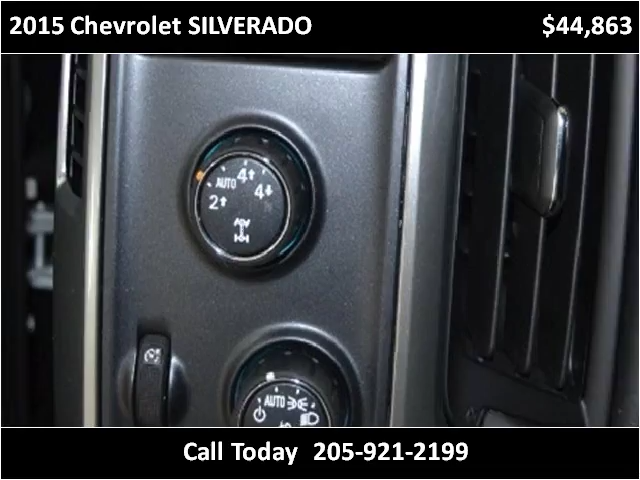 2015 Chevrolet SILVERADO $44,863
AUTO 4↑
2↑ 4↓
AUTO
Call Today 205-921-2199